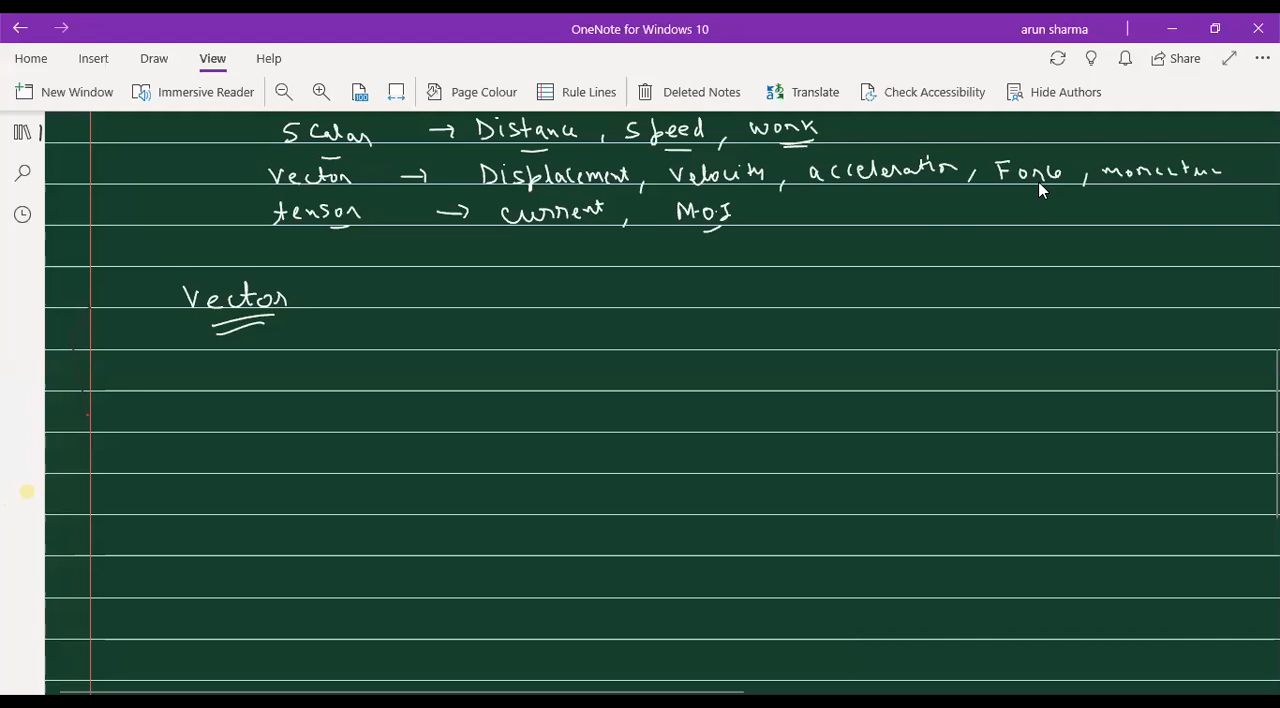 OneNote for Windows 10
arun sharma
Home Insert Draw View Help
Share
New Window Immersive Reader 100 Page Colour Rule Lines Deleted Notes Translate Check Accessibility Hide Authors
Scalar → Distance, Speed, work
Vector → Displacement, Velocity, acceleration, Force, momentum
tensor → current, M.O.I
Vector